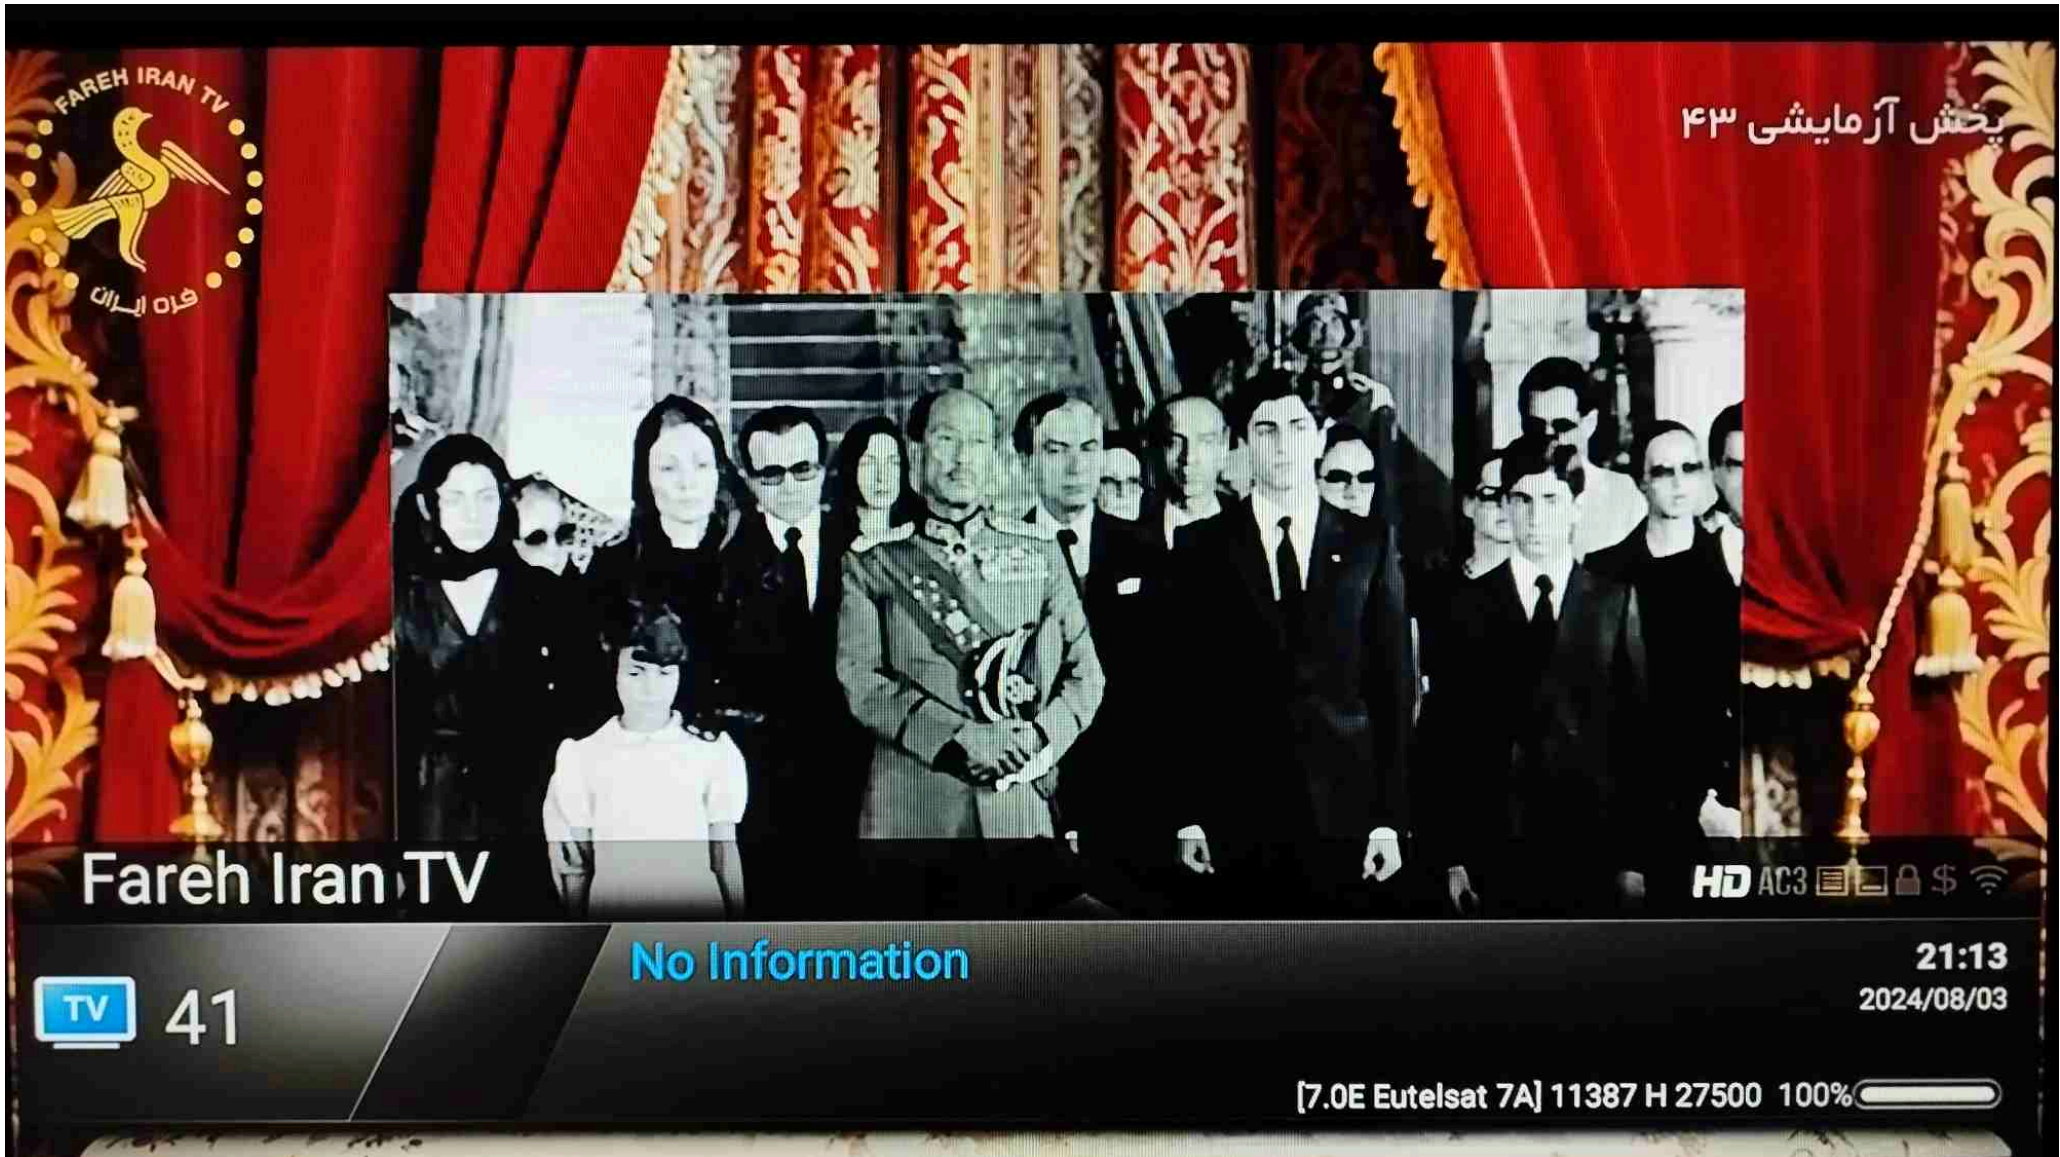 FAREH IRAN TV
فره ایران
پخش آزمایشی ۴۳
Fareh Iran TV
HD AC3 $
No Information
TV 41
21:13
2024/08/03
[7.0E Eutelsat 7A] 11387 H 27500 100%